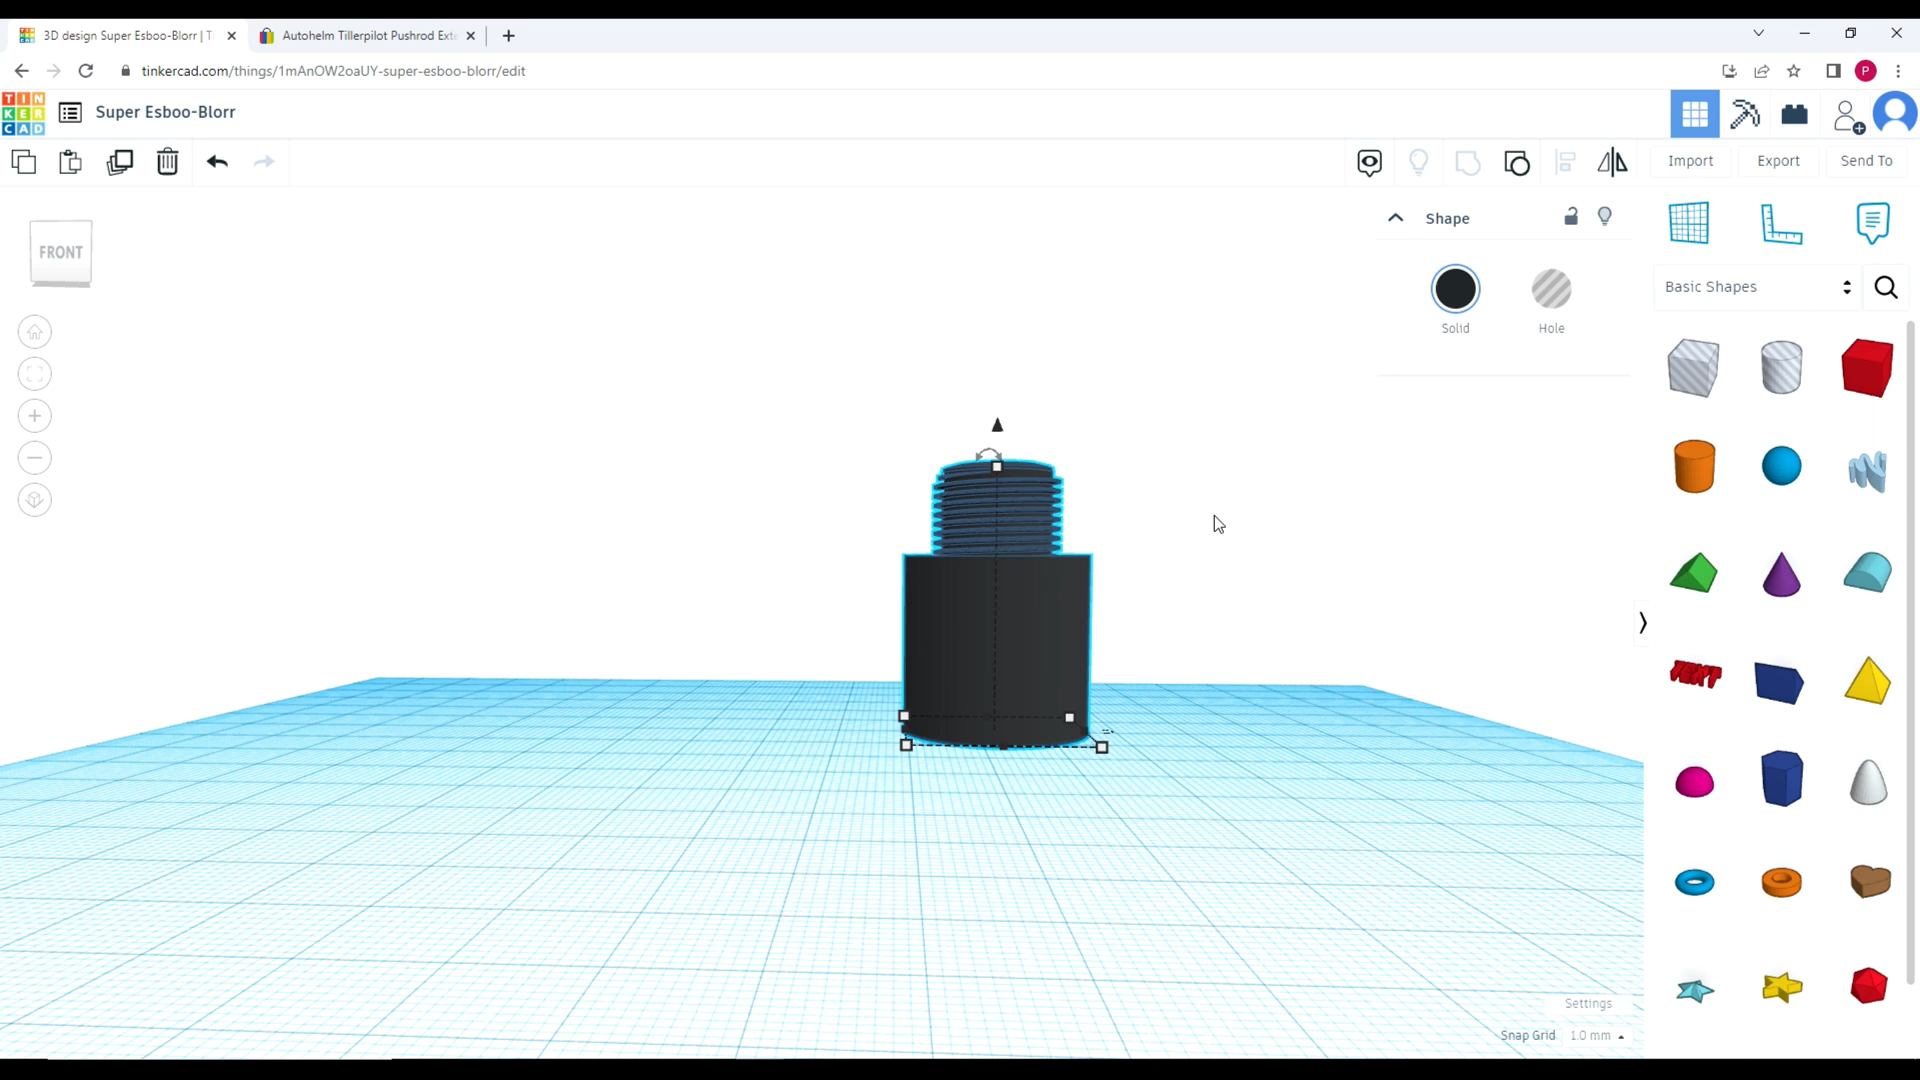 3D design Super Esboo-Blorr | T
Autohelm Tillerpilot Pushrod Exte
tinkercad.com/things/1mAnOW2oaUY-super-esboo-blorr/edit
P
TIN
KER
CAD
Super Esboo-Blorr
Import
Export
Send To
FRONT
Shape
Solid
Hole
Basic Shapes
TEXT
Settings
Snap Grid 1.0 mm